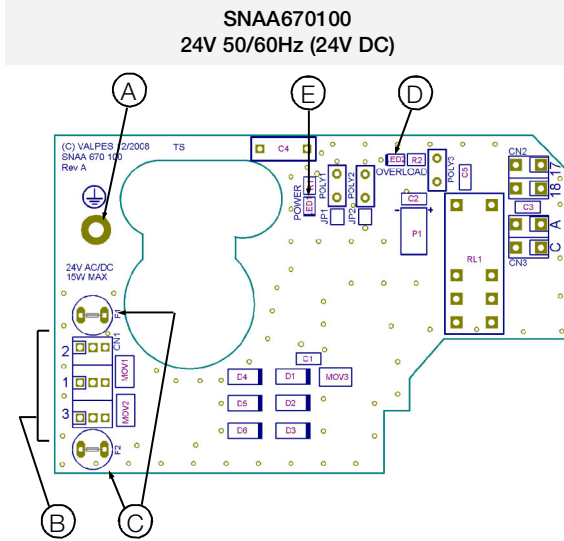 SNAA670100
24V 50/60Hz (24V DC)
A
E
D
(C) VALPES 12/2008
SNAA 670 100
Rev A
TS
C4
POWER
LED1
R1
POLY1
JP1
POLY2
JP2
LED2
R2
OVERLOAD
POLY3
C5
CN2
17
18
C2
- +
P1
C3
A
C
CN3
RL1
24V AC/DC
15W MAX
F1
CN1
2
1
3
MOV1
MOV2
F2
C1
D4
D1
MOV3
D5
D2
D6
D3
B
C